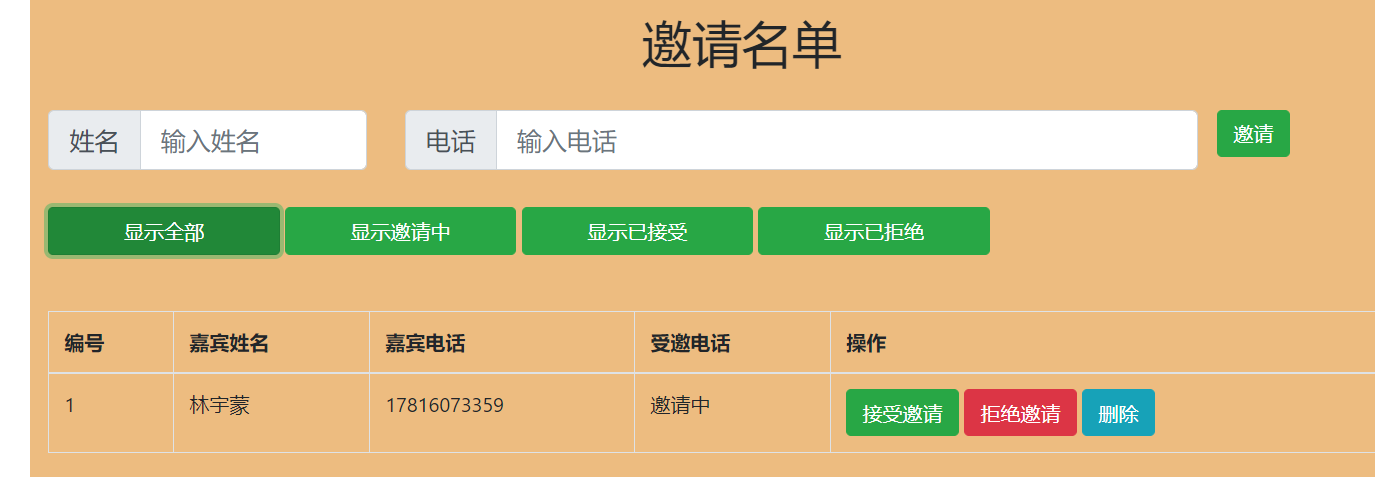 邀请名单
姓名 输入姓名 电话 输入电话 邀请
显示全部 显示邀请中 显示已接受 显示已拒绝
编号 嘉宾姓名 嘉宾电话 受邀电话 操作
1 林宇蒙 17816073359 邀请中 接受邀请 拒绝邀请 删除